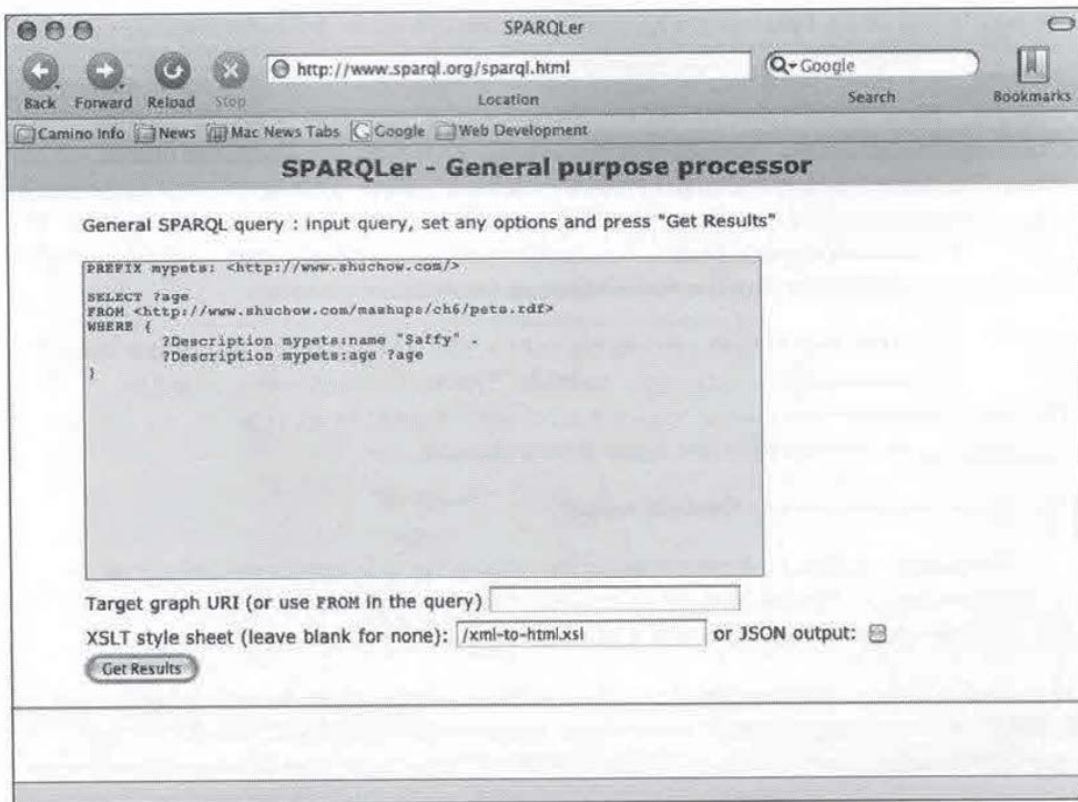 SPARQLer
http://www.sparql.org/sparql.html
Google
Back Forward Reload Stop Location Search Bookmarks
Camino Info News Mac News Tabs Google Web Development
SPARQLer - General purpose processor
General SPARQL query : input query, set any options and press "Get Results"
PREFIX mypets: <http://www.shuchow.com/>
SELECT ?age
FROM <http://www.shuchow.com/mashups/ch6/pets.rdf>
WHERE {
?Description mypets:name "Saffy" .
?Description mypets:age ?age
}
Target graph URI (or use FROM in the query)
XSLT style sheet (leave blank for none): /xml-to-html.xsl or JSON output:
Get Results